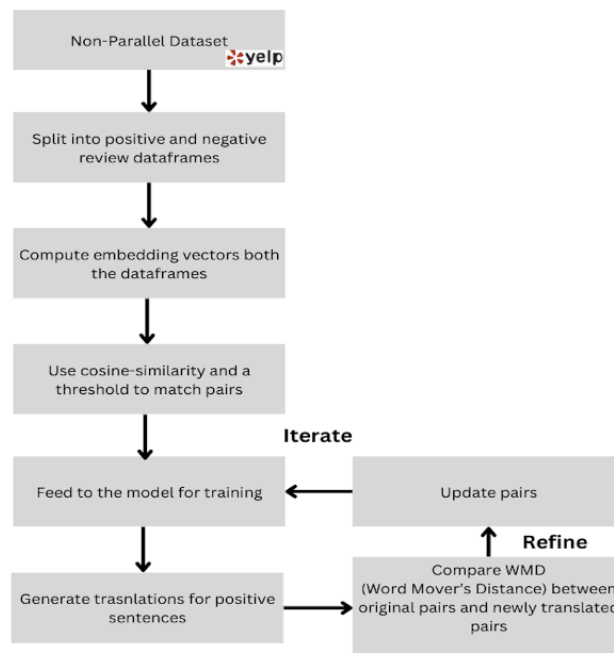 Non-Parallel Dataset
yelp
Split into positive and negative
review dataframes
Compute embedding vectors both
the dataframes
Use cosine-similarity and a
threshold to match pairs
Iterate
Feed to the model for training
Update pairs
Refine
Generate trasnlations for positive
sentences
Compare WMD
(Word Mover's Distance) between
original pairs and newly translated
pairs